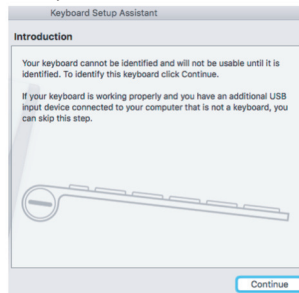 Keyboard Setup Assistant
Introduction
Your keyboard cannot be identified and will not be usable until it is
identified. To identify this keyboard click Continue.
If your keyboard is working properly and you have an additional USB
input device connected to your computer that is not a keyboard, you
can skip this step.
Continue